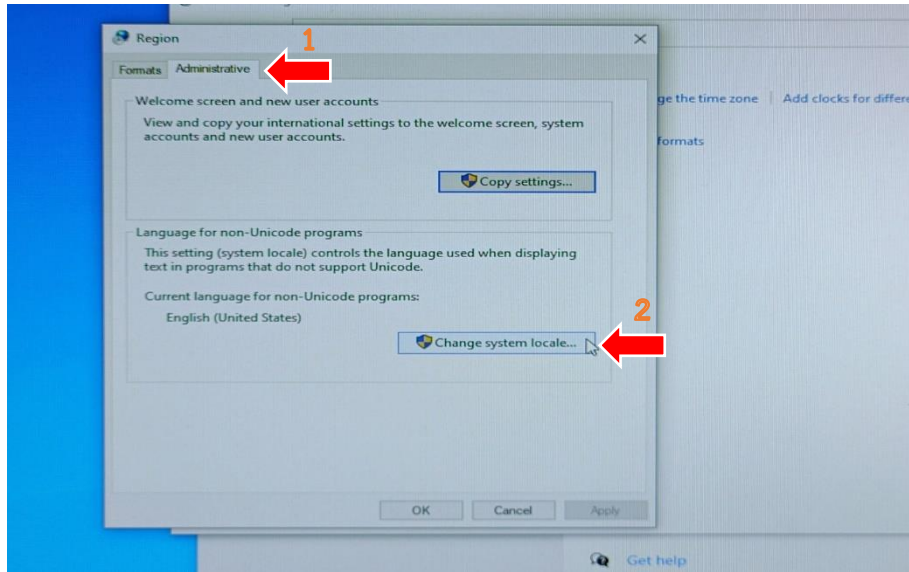 Region
1
Formats
Administrative
Welcome screen and new user accounts
View and copy your international settings to the welcome screen, system
accounts and new user accounts.
Copy settings...
Language for non-Unicode programs
This setting (system locale) controls the language used when displaying
text in programs that do not support Unicode.
Current language for non-Unicode programs:
English (United States)
2
Change system locale...
OK
Cancel
Apply
ge the time zone
Add clocks for differe
formats
Get help